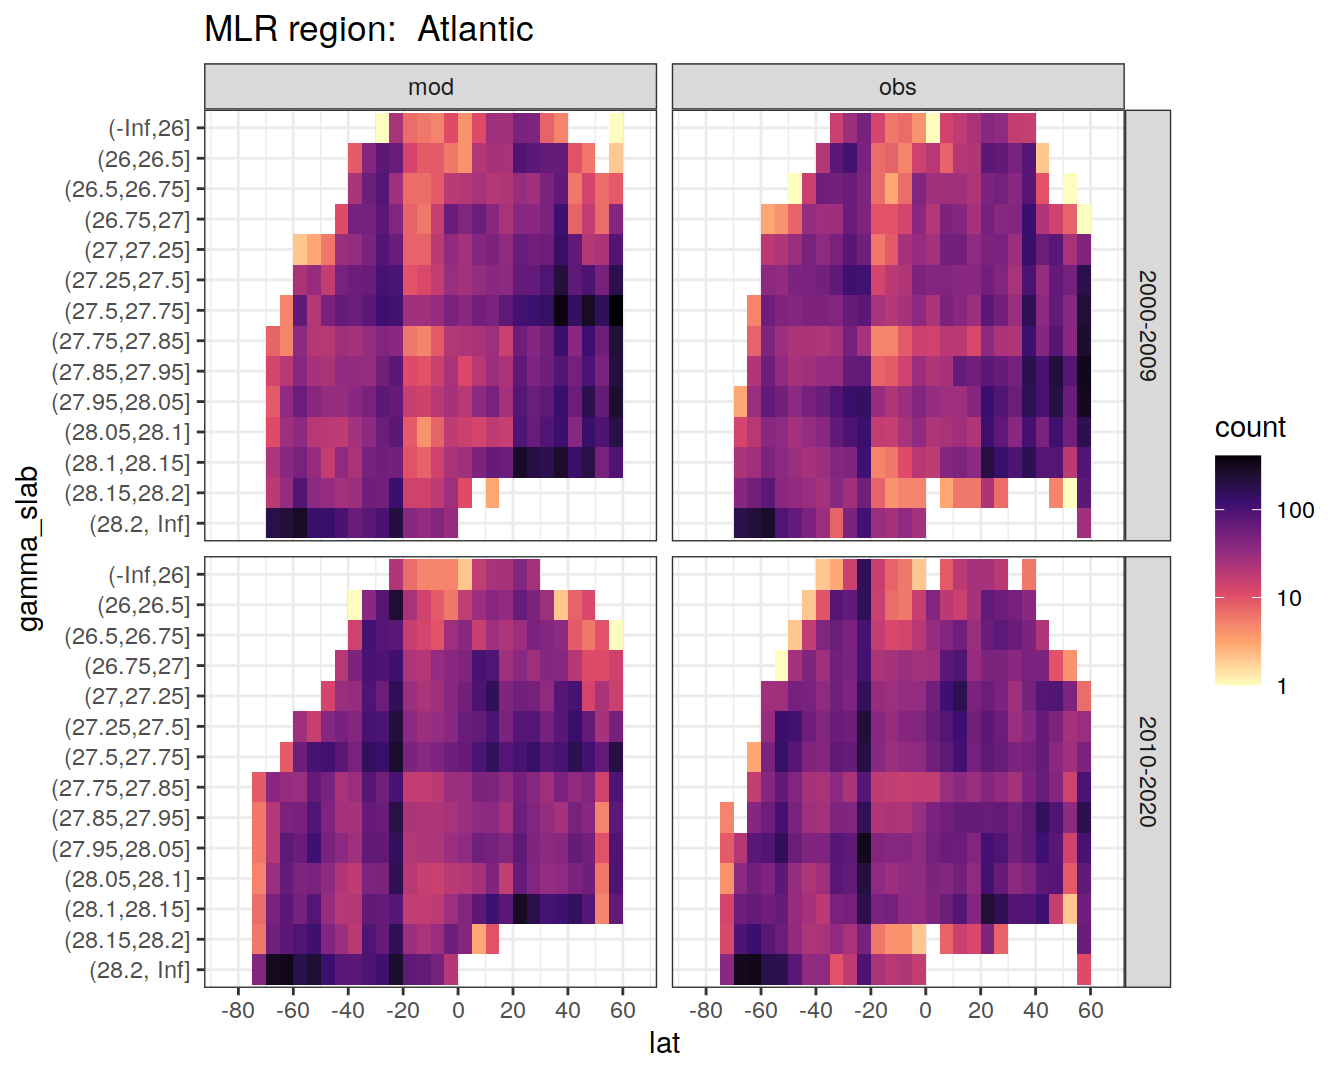 MLR region:  Atlantic
mod
obs
gamma_slab
(-Inf,26]
(26,26.5]
(26.5,26.75]
(26.75,27]
(27,27.25]
(27.25,27.5]
(27.5,27.75]
(27.75,27.85]
(27.85,27.95]
(27.95,28.05]
(28.05,28.1]
(28.1,28.15]
(28.15,28.2]
(28.2, Inf]
2000-2009
(-Inf,26]
(26,26.5]
(26.5,26.75]
(26.75,27]
(27,27.25]
(27.25,27.5]
(27.5,27.75]
(27.75,27.85]
(27.85,27.95]
(27.95,28.05]
(28.05,28.1]
(28.1,28.15]
(28.15,28.2]
(28.2, Inf]
2010-2020
-80 -60 -40 -20 0 20 40 60
-80 -60 -40 -20 0 20 40 60
lat
count
100
10
1